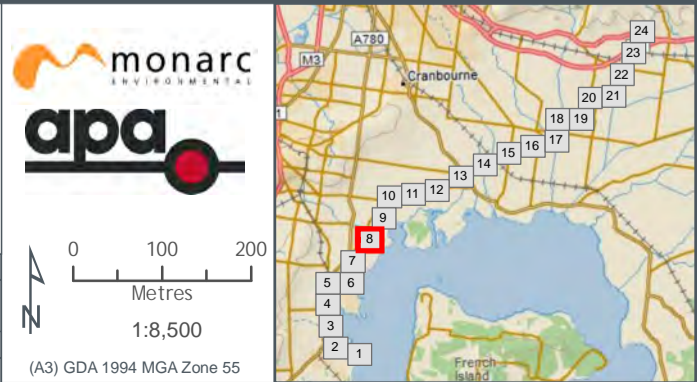 monarc
ENVIRONMENTAL
apa
0 100 200
Metres
N
1:8,500
(A3) GDA 1994 MGA Zone 55
A780
M3
Cranbourne
1
24
23
22
20 21
18 19
17
16
15
14
13
12
11
10
9
8
7
5 6
4
3
2 1
French
Island